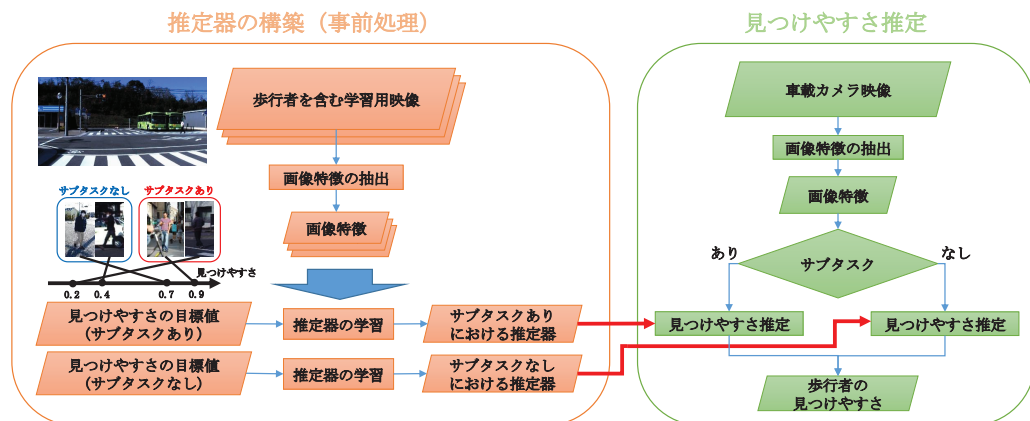 推定器の構築（事前処理）
歩行者を含む学習用映像
画像特徴の抽出
画像特徴
サブタスクなし
サブタスクあり
見つけやすさ
0.2
0.4
0.7
0.9
見つけやすさの目標値
（サブタスクあり）
推定器の学習
サブタスクあり
における推定器
見つけやすさの目標値
（サブタスクなし）
推定器の学習
サブタスクなし
における推定器
見つけやすさ推定
車載カメラ映像
画像特徴の抽出
画像特徴
サブタスク
あり
なし
見つけやすさ推定
見つけやすさ推定
歩行者の
見つけやすさ